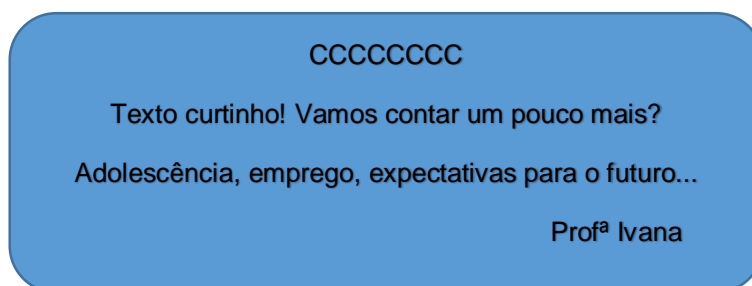 CCCCCCCC
Texto curtinho! Vamos contar um pouco mais?
Adolescência, emprego, expectativas para o futuro...
Profª Ivana